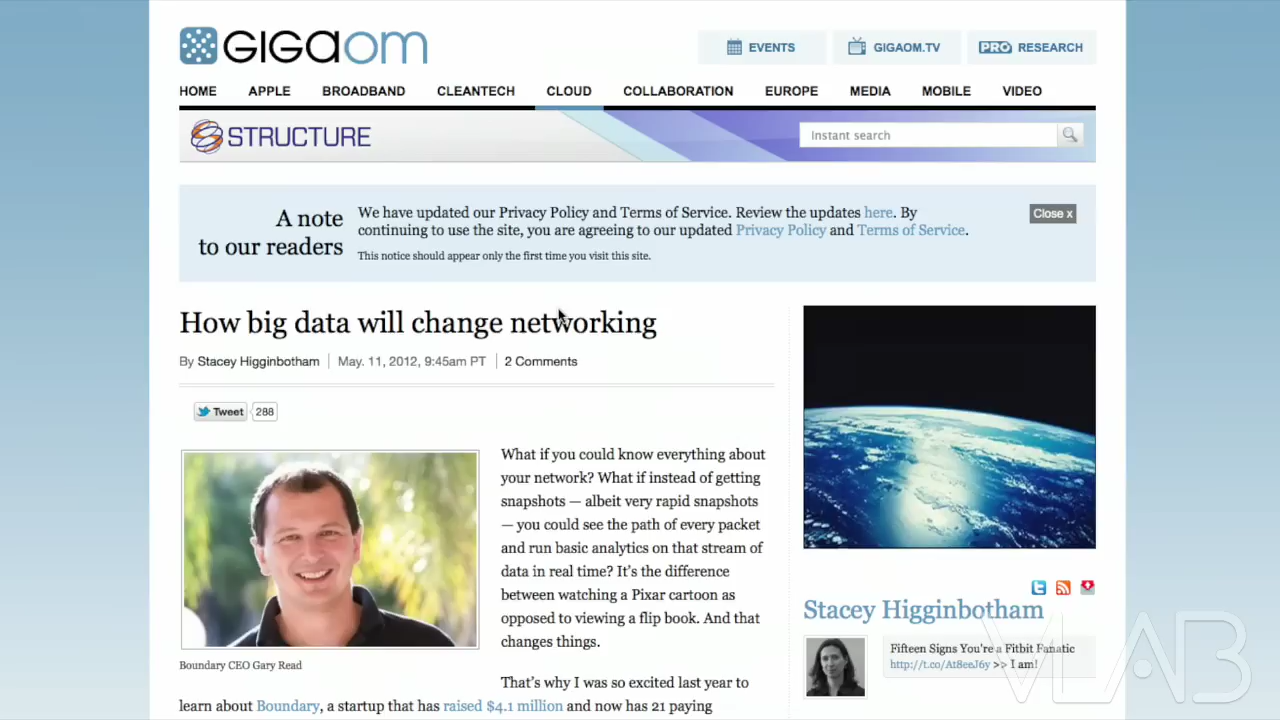 GIGAOM
EVENTS
GIGAOM.TV
PRO RESEARCH
HOME APPLE BROADBAND CLEANTECH CLOUD COLLABORATION EUROPE MEDIA MOBILE VIDEO
STRUCTURE
Instant search
A note
to our readers
We have updated our Privacy Policy and Terms of Service. Review the updates here. By
continuing to use the site, you are agreeing to our updated Privacy Policy and Terms of Service.
This notice should appear only the first time you visit this site.
Close x
How big data will change networking
By Stacey Higginbotham May. 11, 2012, 9:45am PT 2 Comments
Tweet 288
What if you could know everything about
your network? What if instead of getting
snapshots — albeit very rapid snapshots
— you could see the path of every packet
and run basic analytics on that stream of
data in real time? It's the difference
between watching a Pixar cartoon as
opposed to viewing a flip book. And that
changes things.
Boundary CEO Gary Read
That's why I was so excited last year to
learn about Boundary, a startup that has raised $4.1 million and now has 21 paying
Stacey Higginbotham
Fifteen Signs You're a Fitbit Fanatic
http://t.co/At8eeJ6y >> I am!
VLAB